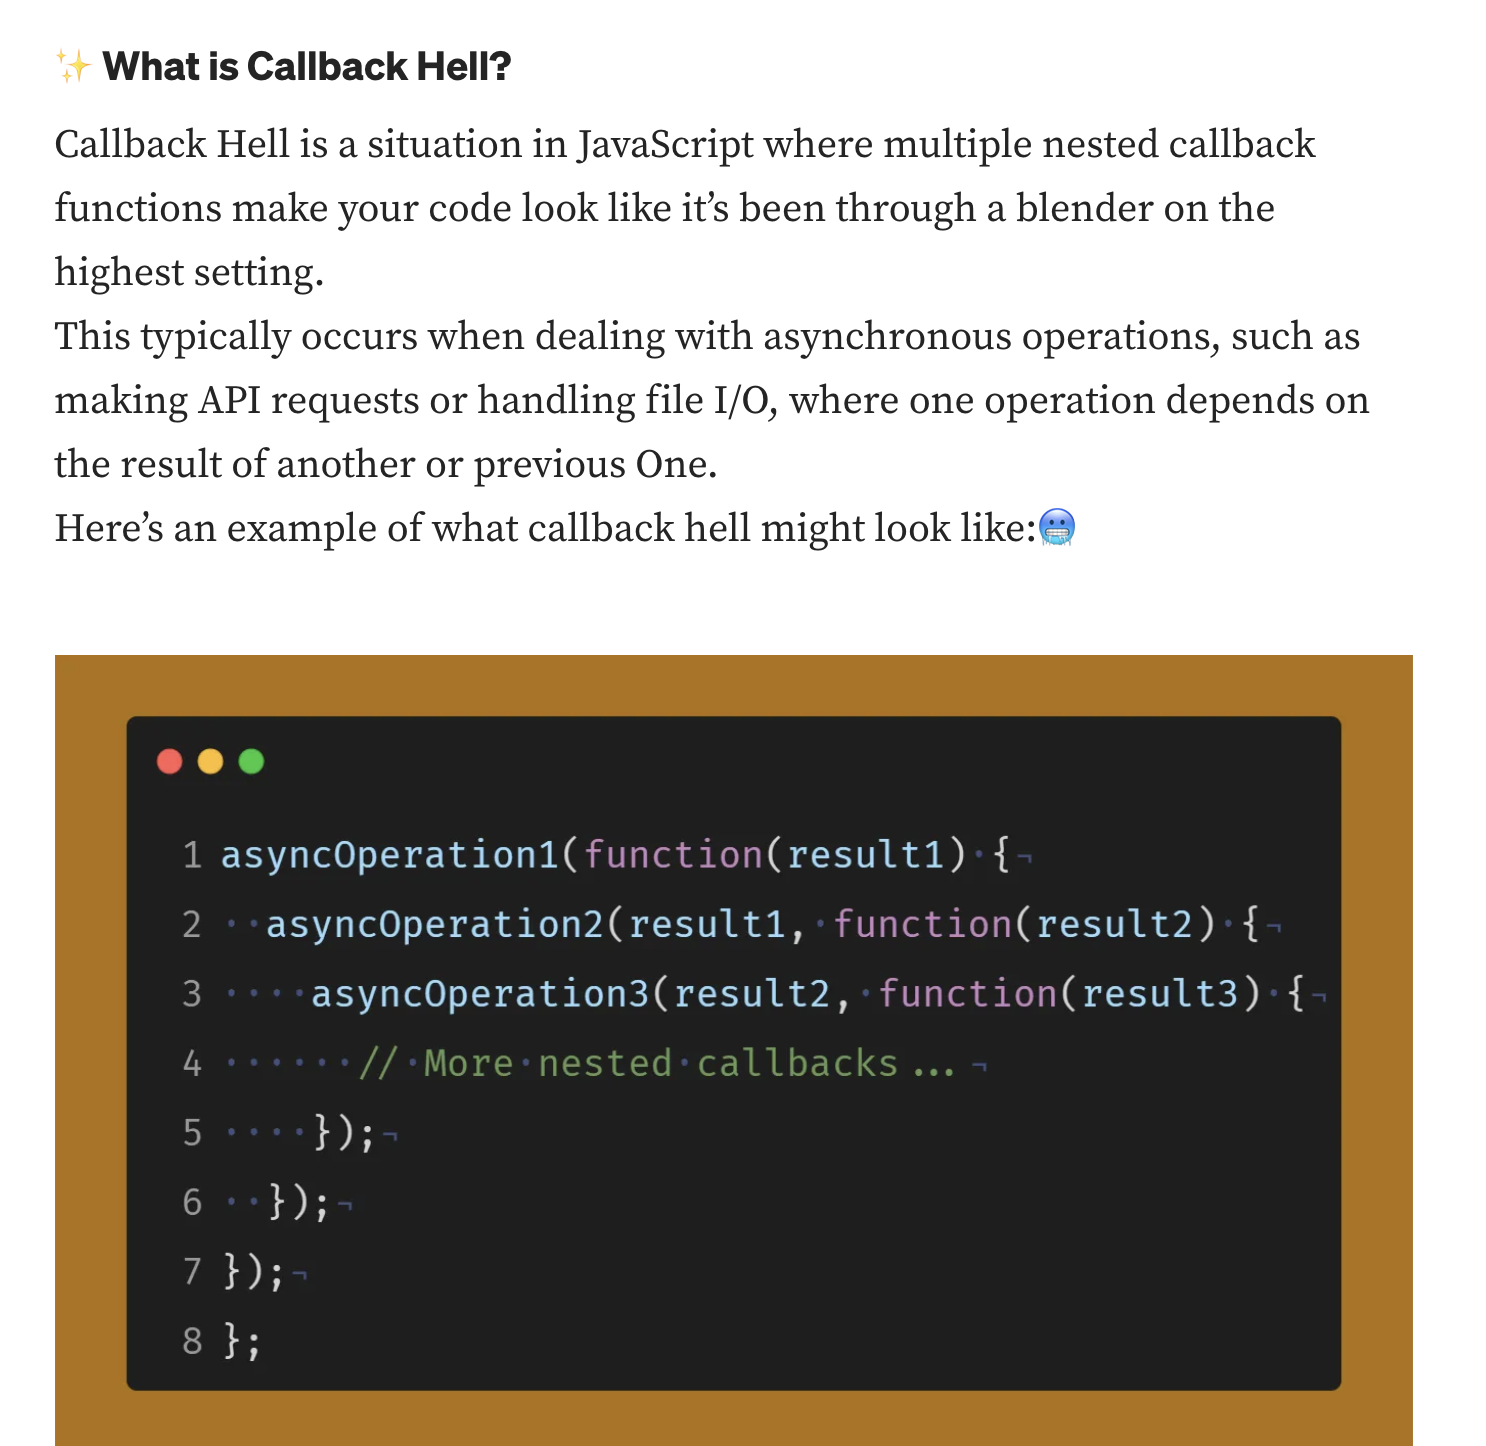 ✨ What is Callback Hell?
Callback Hell is a situation in JavaScript where multiple nested callback
functions make your code look like it’s been through a blender on the
highest setting.
This typically occurs when dealing with asynchronous operations, such as
making API requests or handling file I/O, where one operation depends on
the result of another or previous One.
Here’s an example of what callback hell might look like:🥶
1 asyncOperation1(function(result1)·{¬
2 ··asyncOperation2(result1,·function(result2)·{¬
3 ····asyncOperation3(result2,·function(result3)·{¬
4 ······//·More·nested·callbacks...¬
5 ····});¬
6 ··});¬
7 });¬
8 };